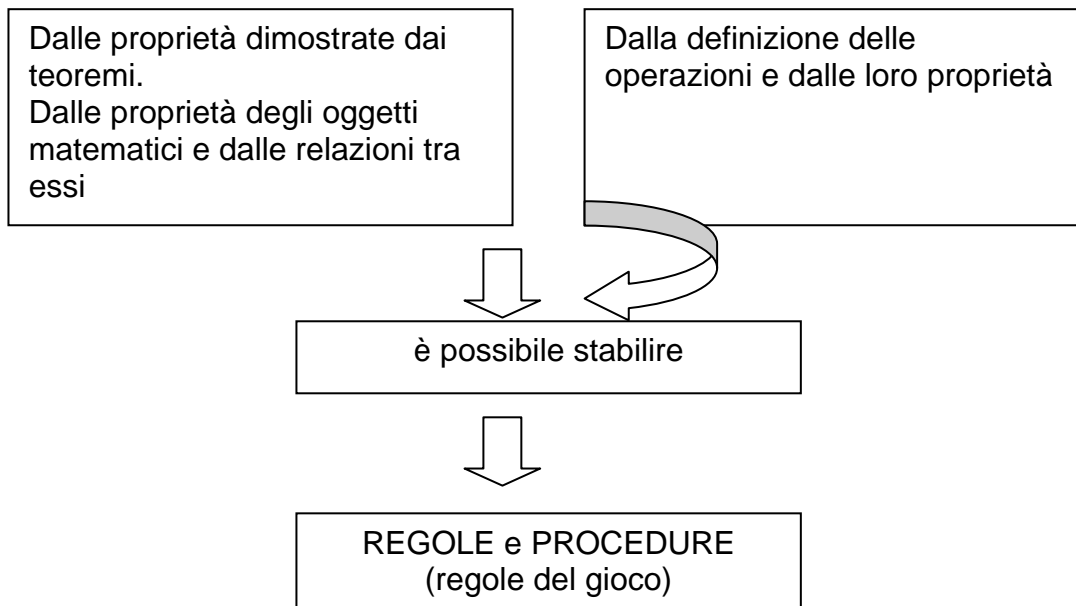 Dalle proprietà dimostrate dai
teoremi.
Dalle proprietà degli oggetti
matematici e dalle relazioni tra
essi
Dalla definizione delle
operazioni e dalle loro proprietà
è possibile stabilire
REGOLE e PROCEDURE
(regole del gioco)